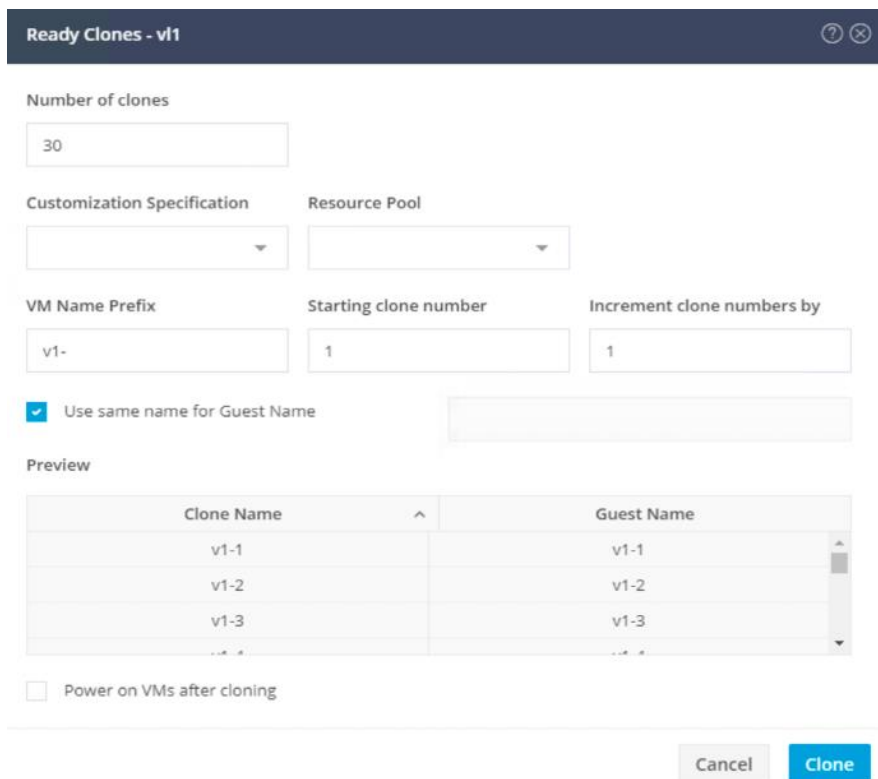 Ready Clones - vl1
Number of clones
30
Customization Specification Resource Pool
VM Name Prefix Starting clone number Increment clone numbers by
v1- 1 1
Use same name for Guest Name
Preview
Clone Name Guest Name
v1-1 v1-1
v1-2 v1-2
v1-3 v1-3
Power on VMs after cloning
Cancel Clone